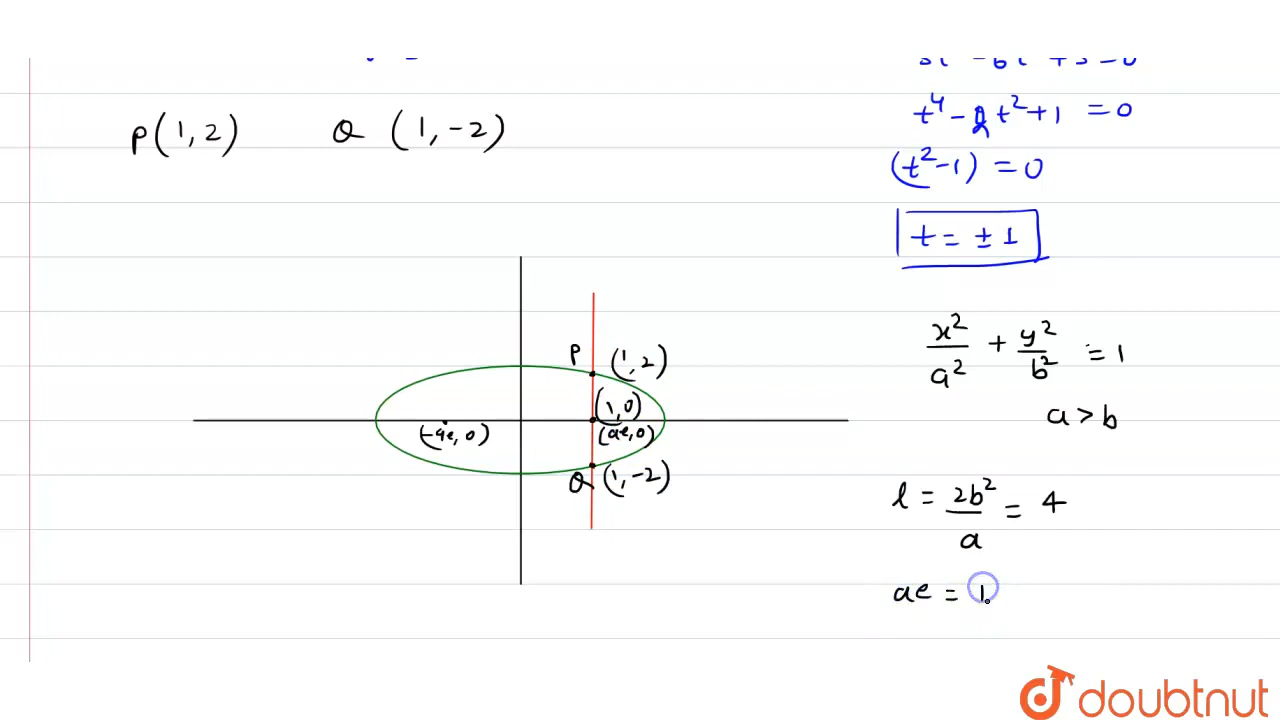 P(1,2) Q (1,-2)
t⁴ - 2t² + 1 = 0
(t² - 1) = 0
t = ± 1
x²/a² + y²/b² = 1
a > b
P (1, 2)
(1, 0)
(-ae, 0) (ae, 0)
Q (1, -2)
l = 2b²/a = 4
ae = 1
doubtnut